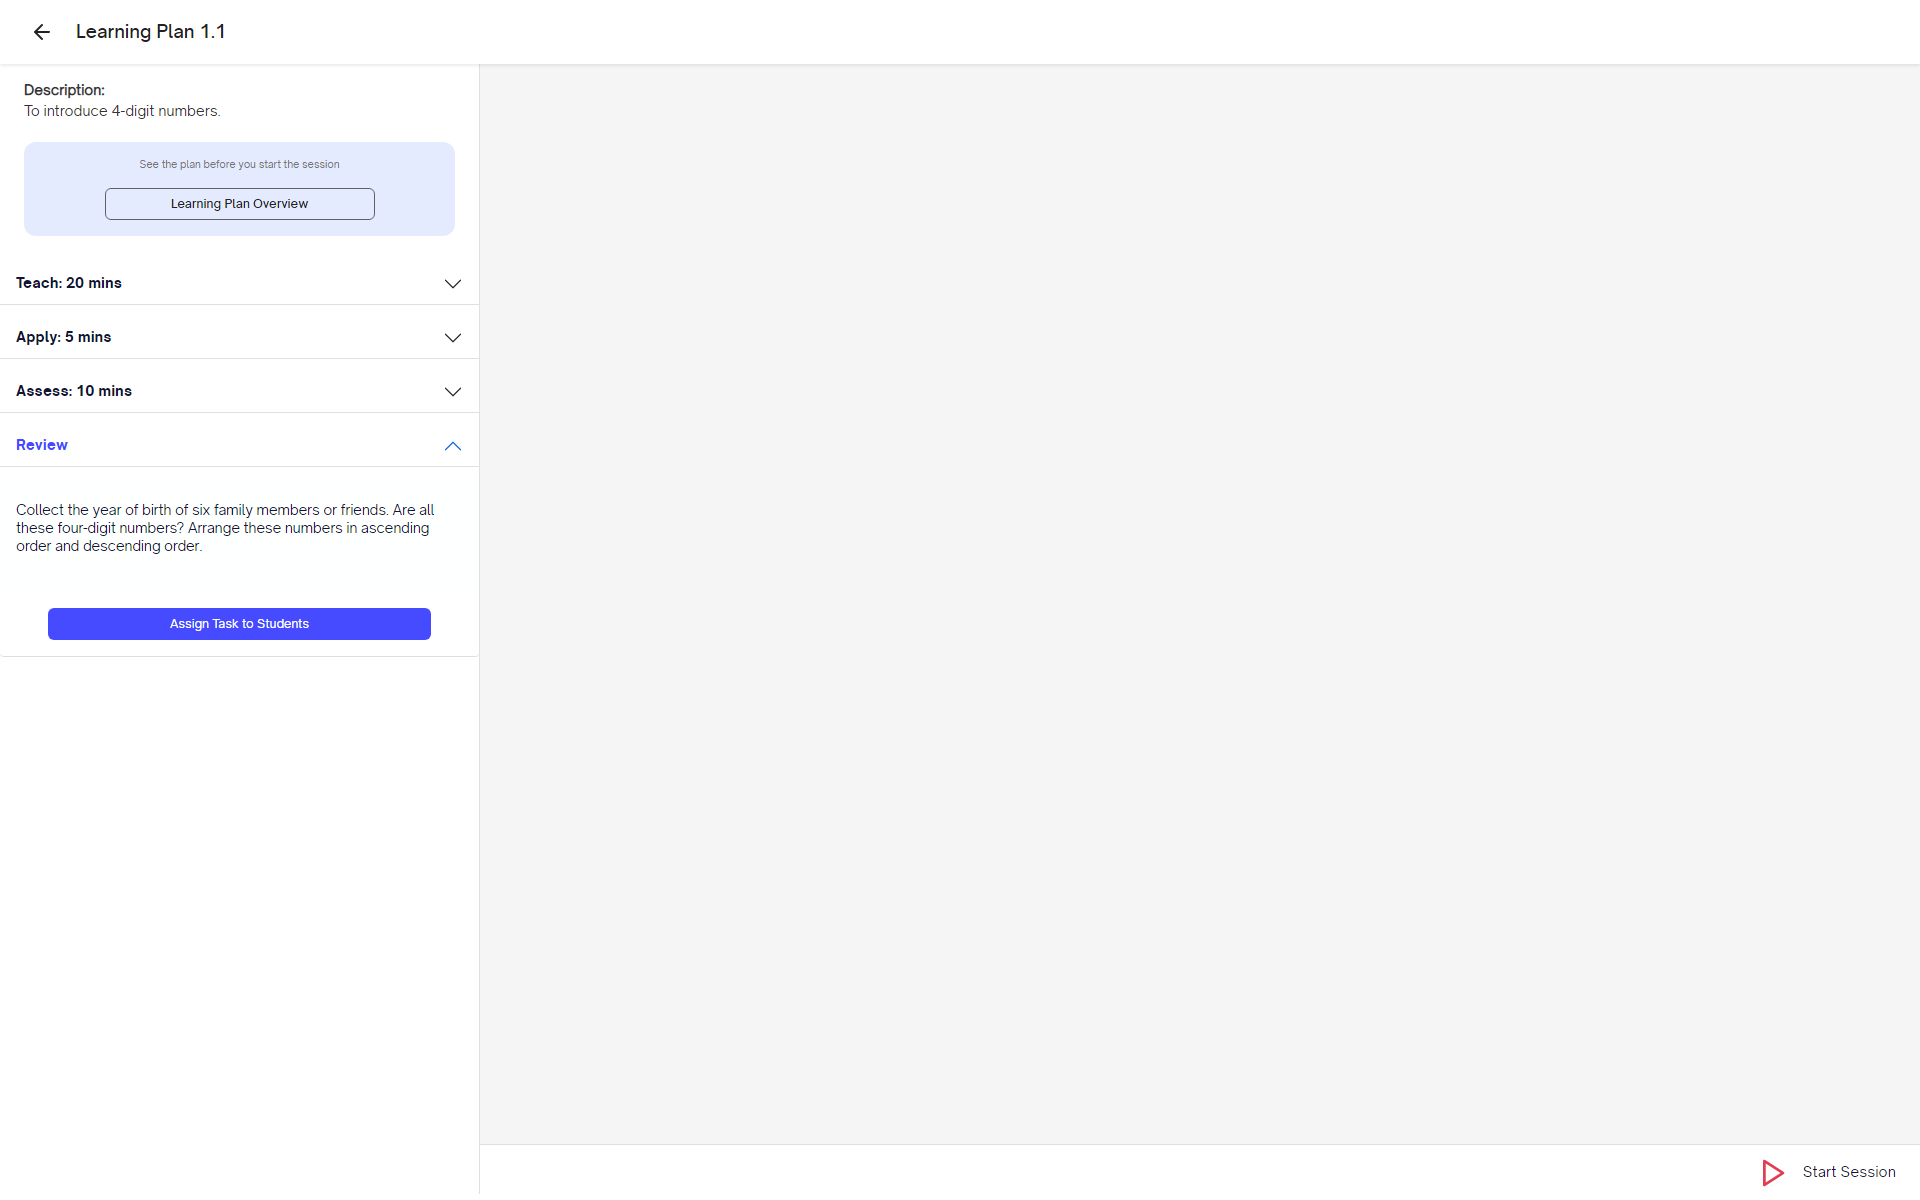 Learning Plan 1.1
Description:
To introduce 4-digit numbers.
See the plan before you start the session
Learning Plan Overview
Teach: 20 mins
Apply: 5 mins
Assess: 10 mins
Review
Collect the year of birth of six family members or friends. Are all
these four-digit numbers? Arrange these numbers in ascending
order and descending order.
Assign Task to Students
Start Session